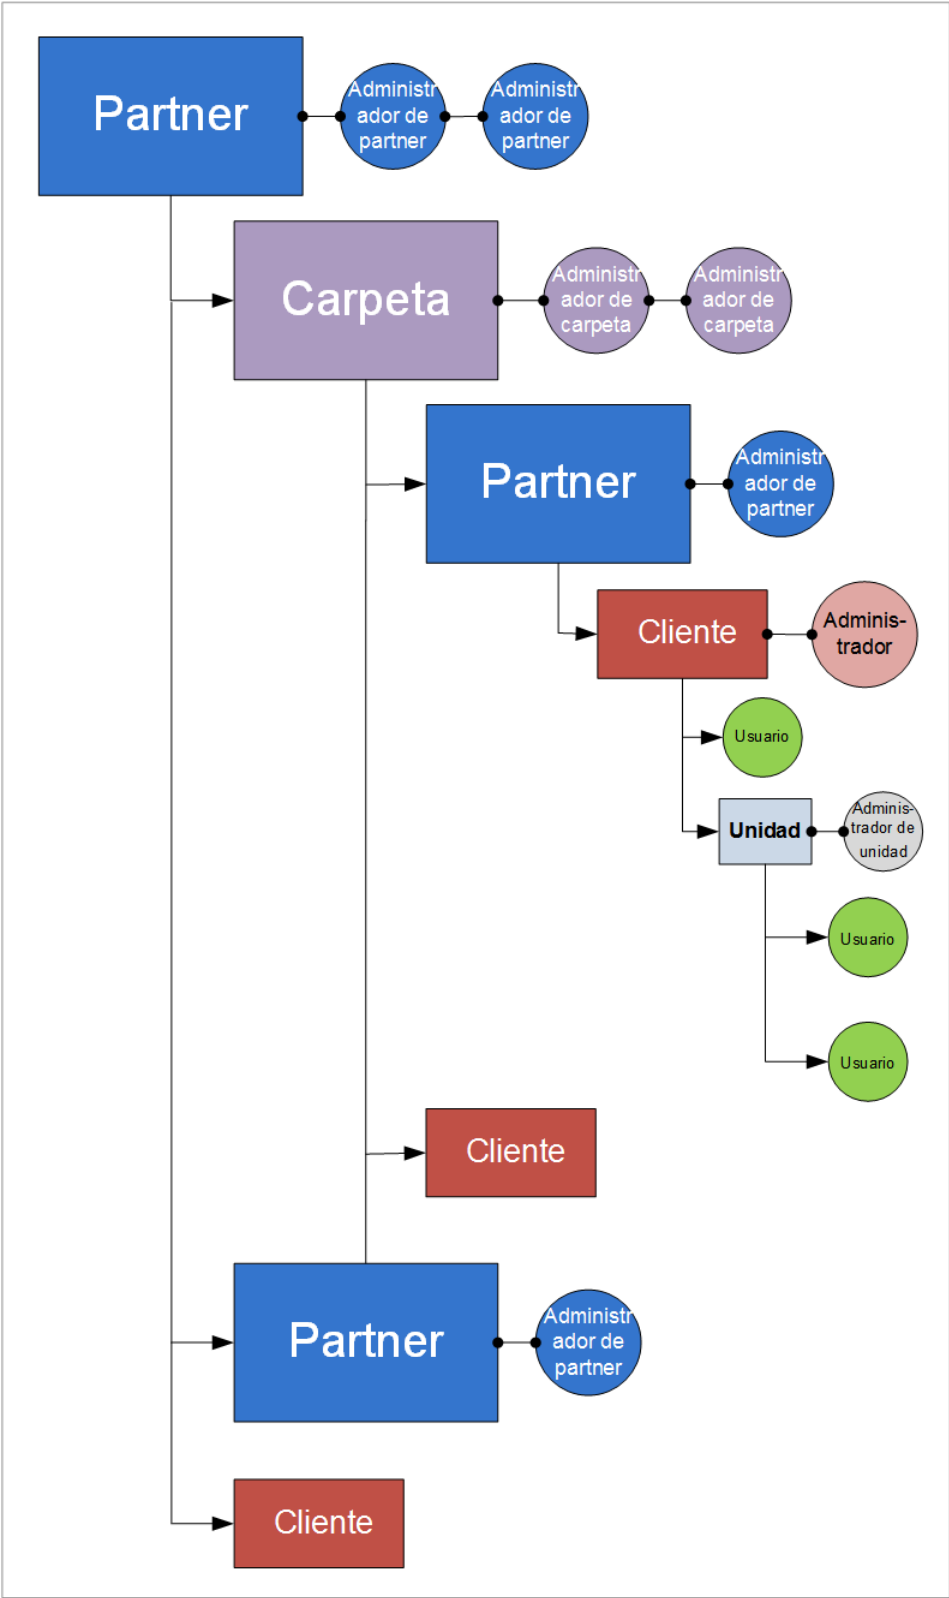 Partner
Administr
ador de
partner
Administr
ador de
partner
Carpeta
Administr
ador de
carpeta
Administr
ador de
carpeta
Partner
Administr
ador de
partner
Cliente
Adminis-
trador
Usuario
Unidad
Adminis-
trador de
unidad
Usuario
Usuario
Cliente
Partner
Administr
ador de
partner
Cliente